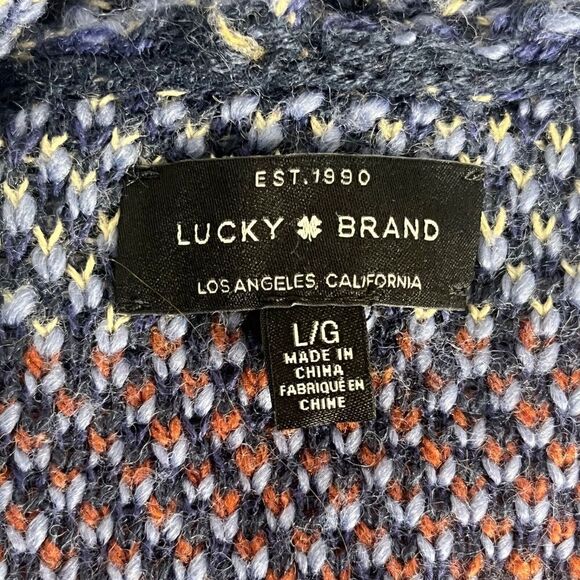 EST. 1990
LUCKY BRAND
LOS ANGELES, CALIFORNIA
L/G
MADE IN
CHINA
FABRIQUÉ EN
CHINE